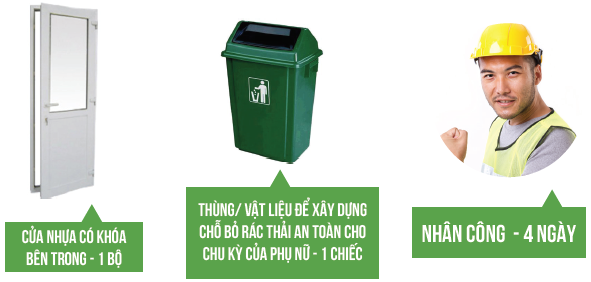 CỬA NHỰA CÓ KHÓA
BÊN TRONG - 1 BỘ
THÙNG/ VẬT LIỆU ĐỂ XÂY DỰNG
CHỖ BỎ RÁC THẢI AN TOÀN CHO
CHU KỲ CỦA PHỤ NỮ - 1 CHIẾC
NHÂN CÔNG - 4 NGÀY